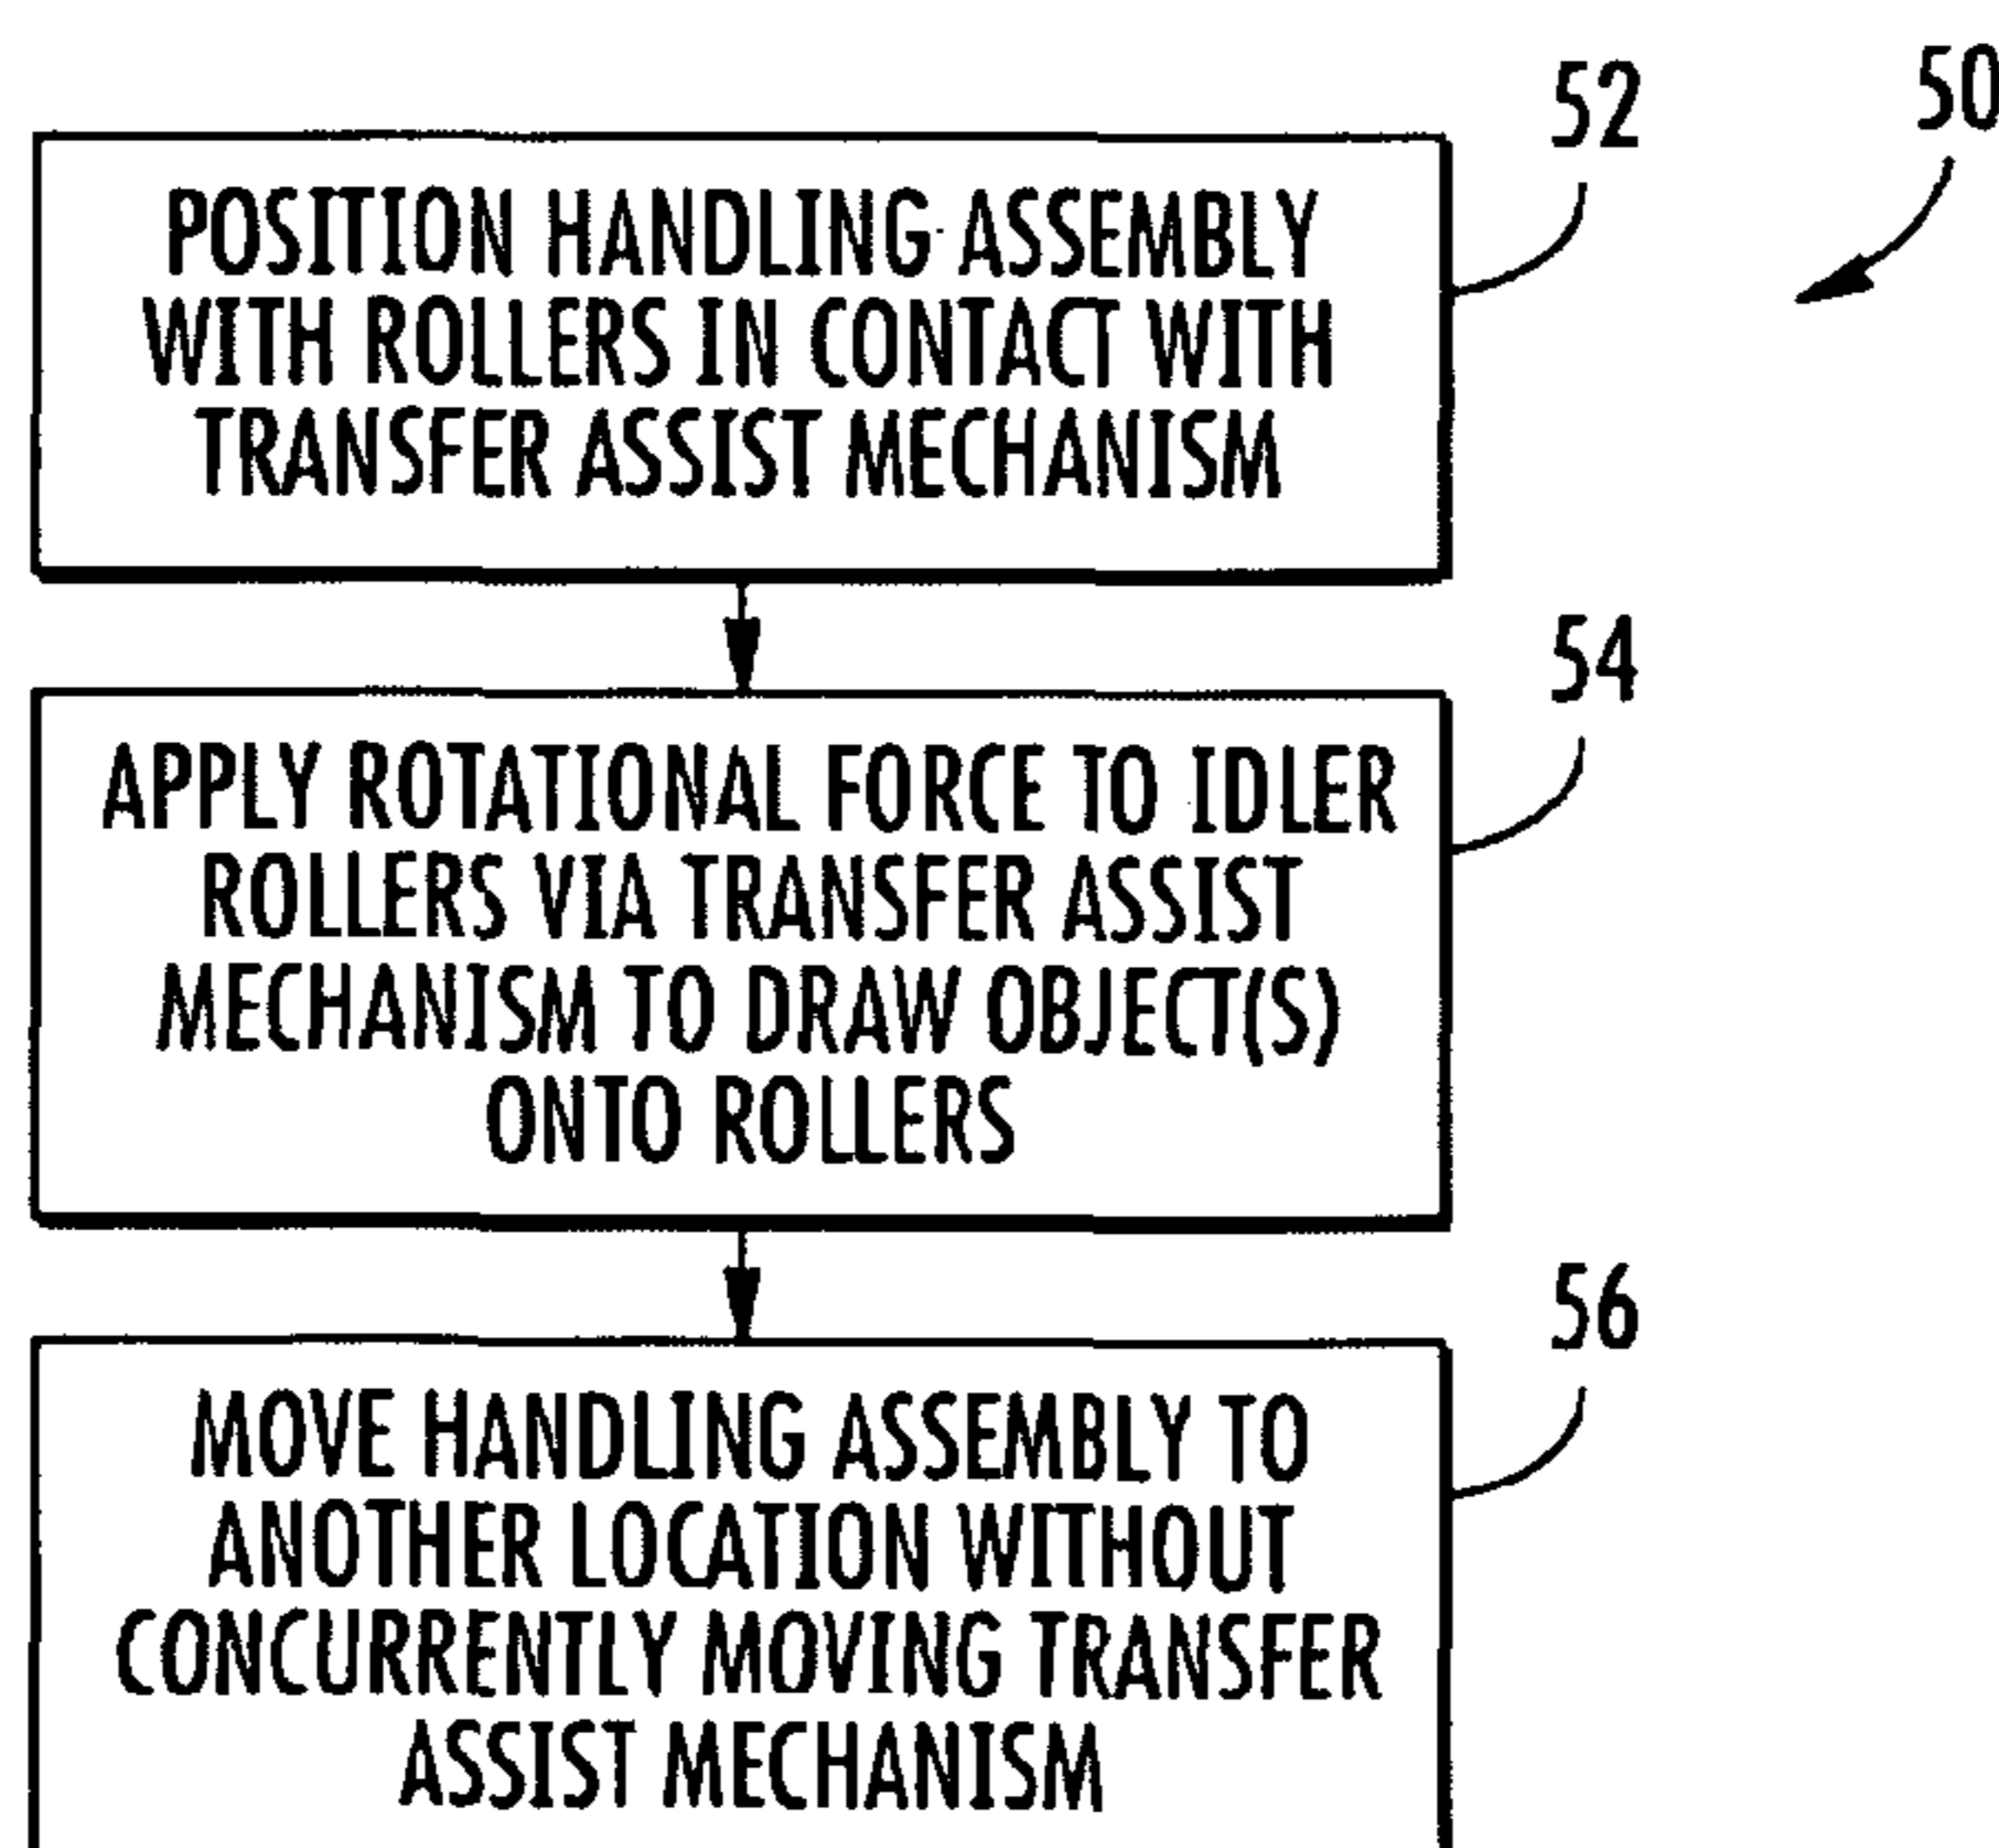 50
52
POSITION HANDLING ASSEMBLY
WITH ROLLERS IN CONTACT WITH
TRANSFER ASSIST MECHANISM
54
APPLY ROTATIONAL FORCE TO IDLER
ROLLERS VIA TRANSFER ASSIST
MECHANISM TO DRAW OBJECT(S)
ONTO ROLLERS
56
MOVE HANDLING ASSEMBLY TO
ANOTHER LOCATION WITHOUT
CONCURRENTLY MOVING TRANSFER
ASSIST MECHANISM